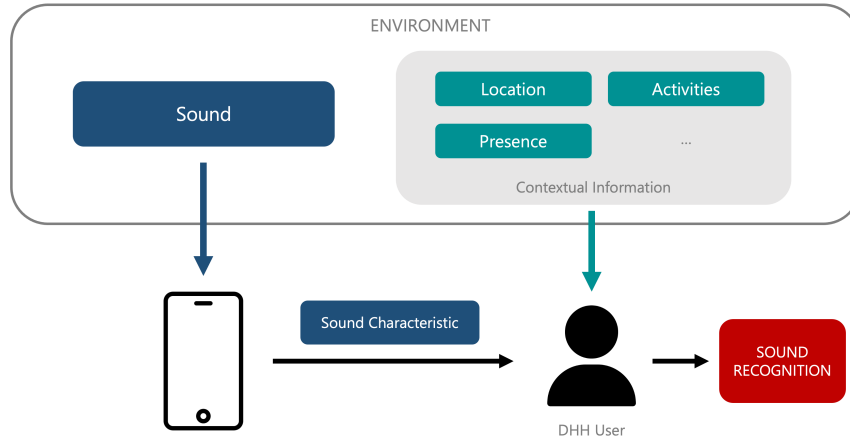 ENVIRONMENT
Sound
Location
Activities
Presence
...
Contextual Information
Sound Characteristic
SOUND
RECOGNITION
DHH User